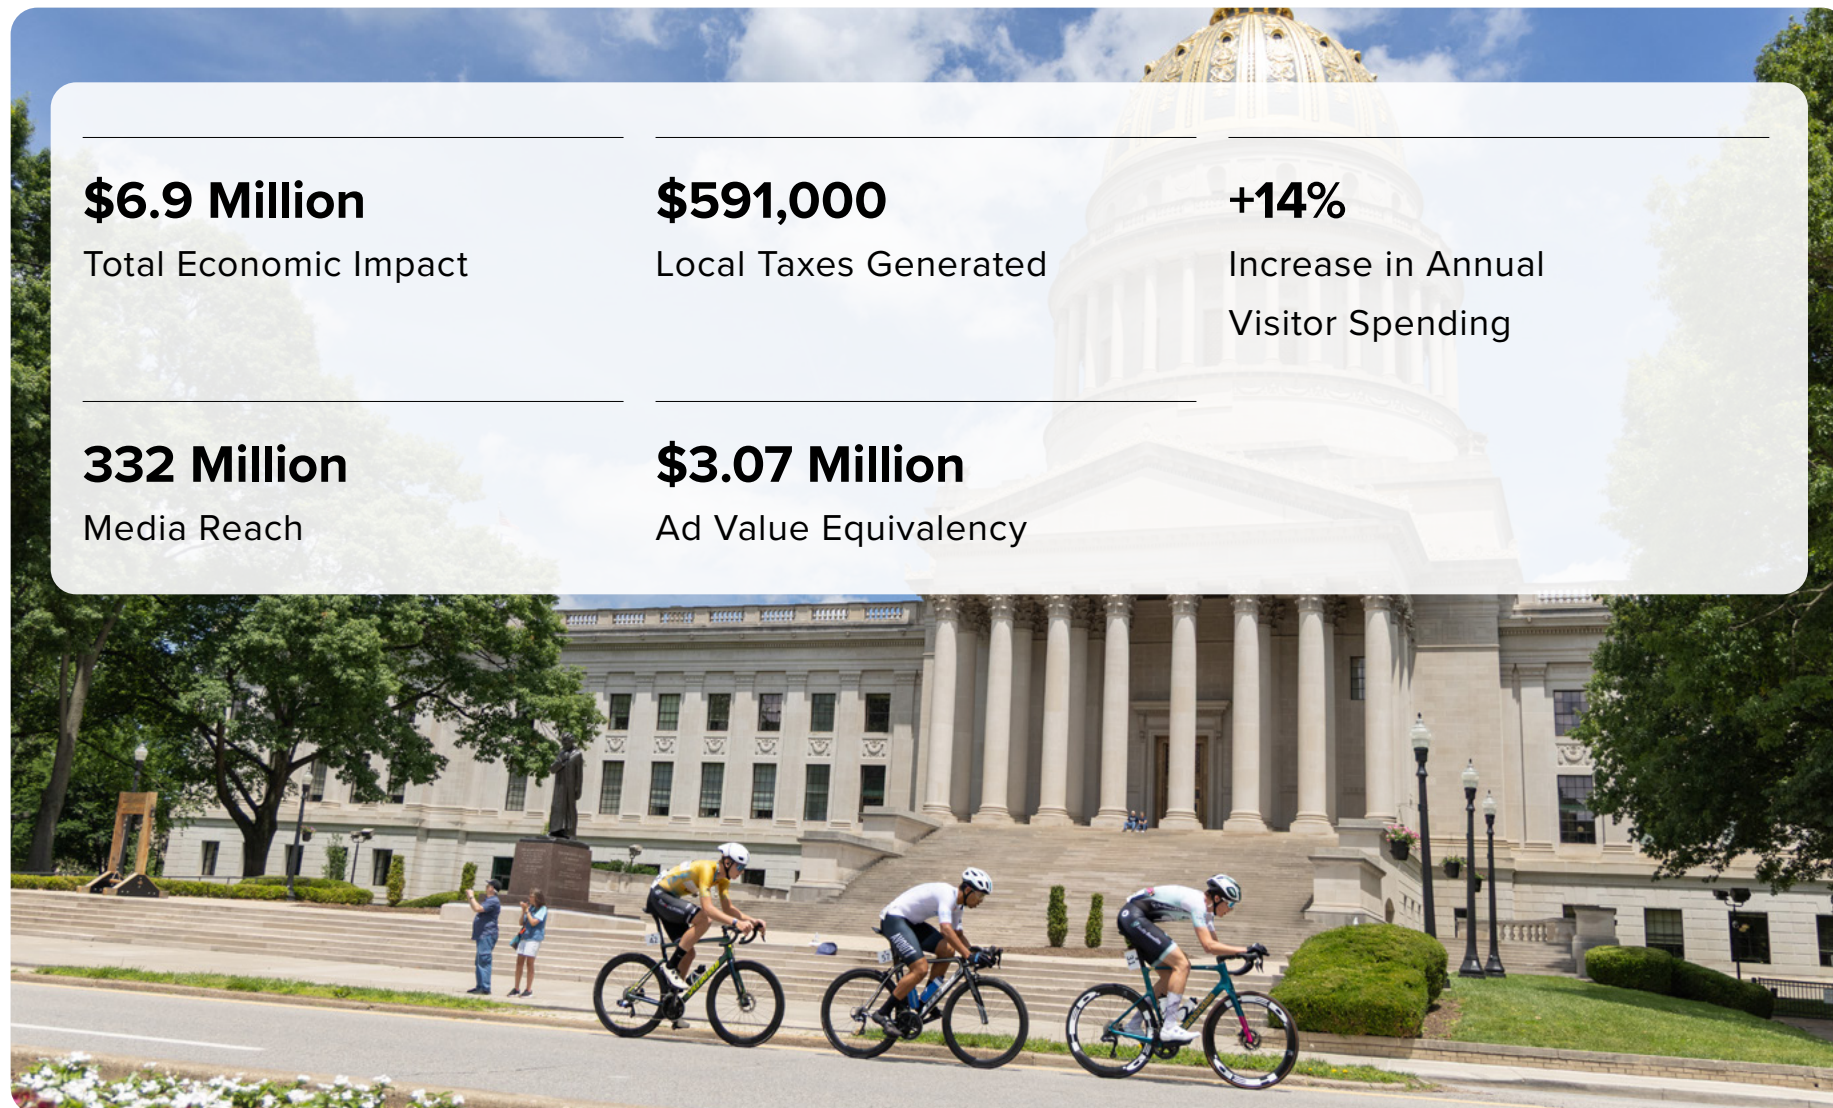 $6.9 Million
Total Economic Impact
$591,000
Local Taxes Generated
+14%
Increase in Annual
Visitor Spending
332 Million
Media Reach
$3.07 Million
Ad Value Equivalency